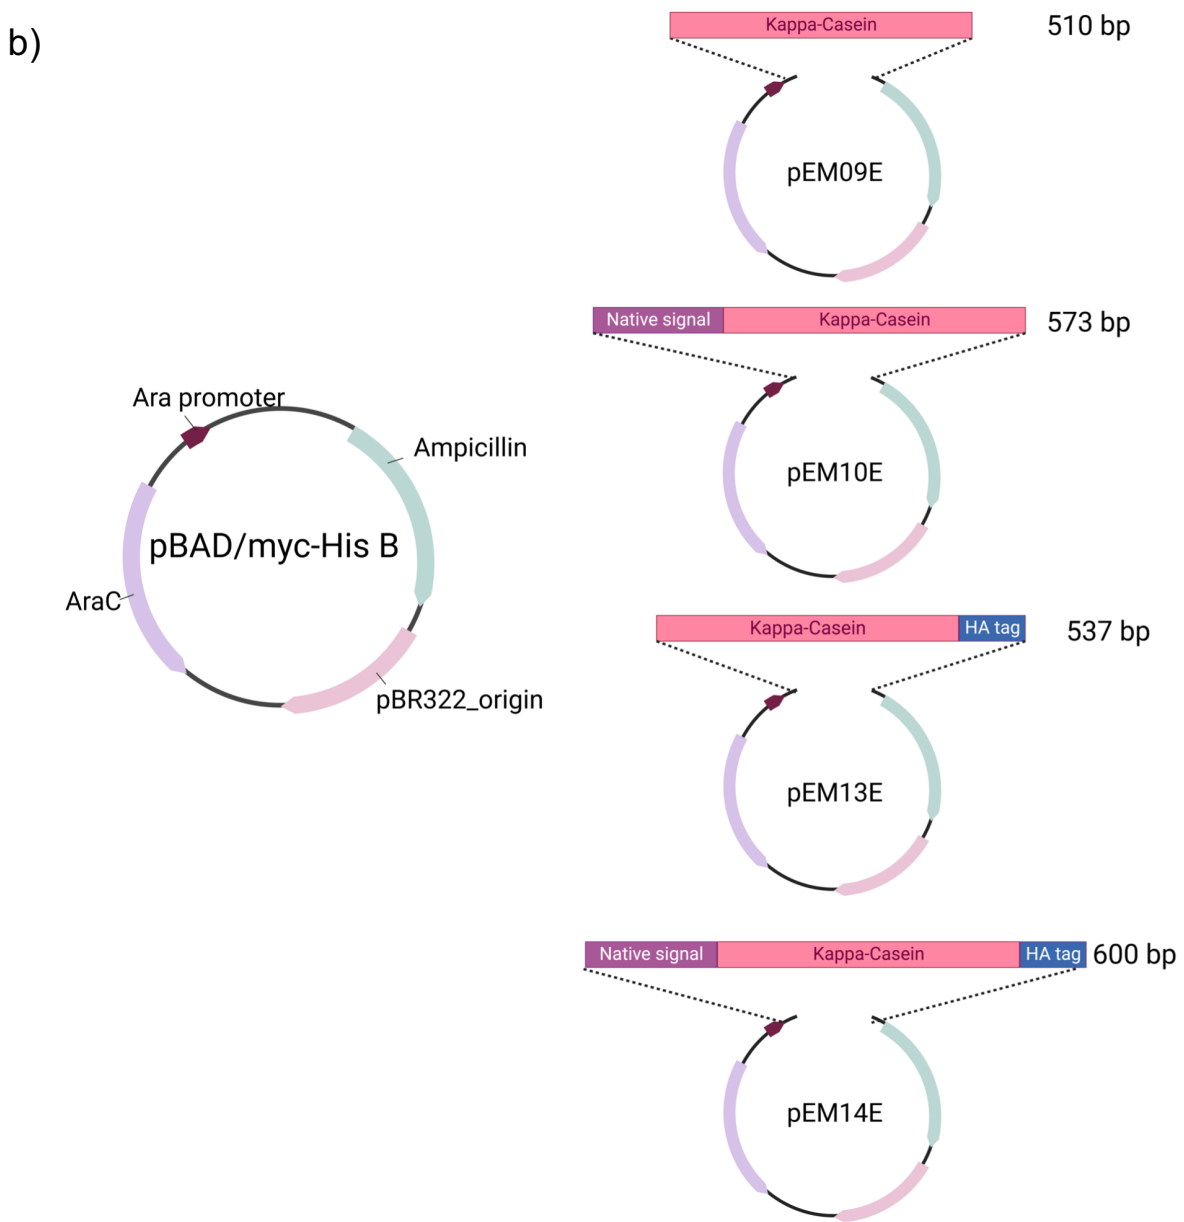 b)
Kappa-Casein 510 bp
pEM09E
Native signal Kappa-Casein 573 bp
pEM10E
Ara promoter
Ampicillin
pBAD/myc-His B
AraC
pBR322_origin
Kappa-Casein HA tag 537 bp
pEM13E
Native signal Kappa-Casein HA tag 600 bp
pEM14E